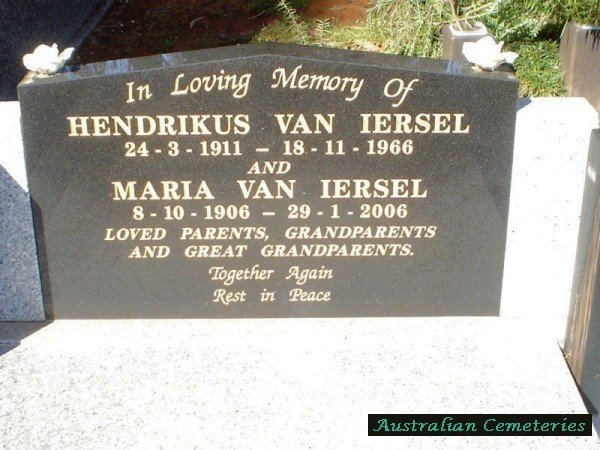 In Loving Memory Of
HENDRIKUS VAN IERSEL
24 - 3 - 1911 – 18 - 11 - 1966
AND
MARIA VAN IERSEL
8 - 10 - 1906 – 29 - 1 - 2006
LOVED PARENTS, GRANDPARENTS
AND GREAT GRANDPARENTS.
Together Again
Rest in Peace
Australian Cemeteries